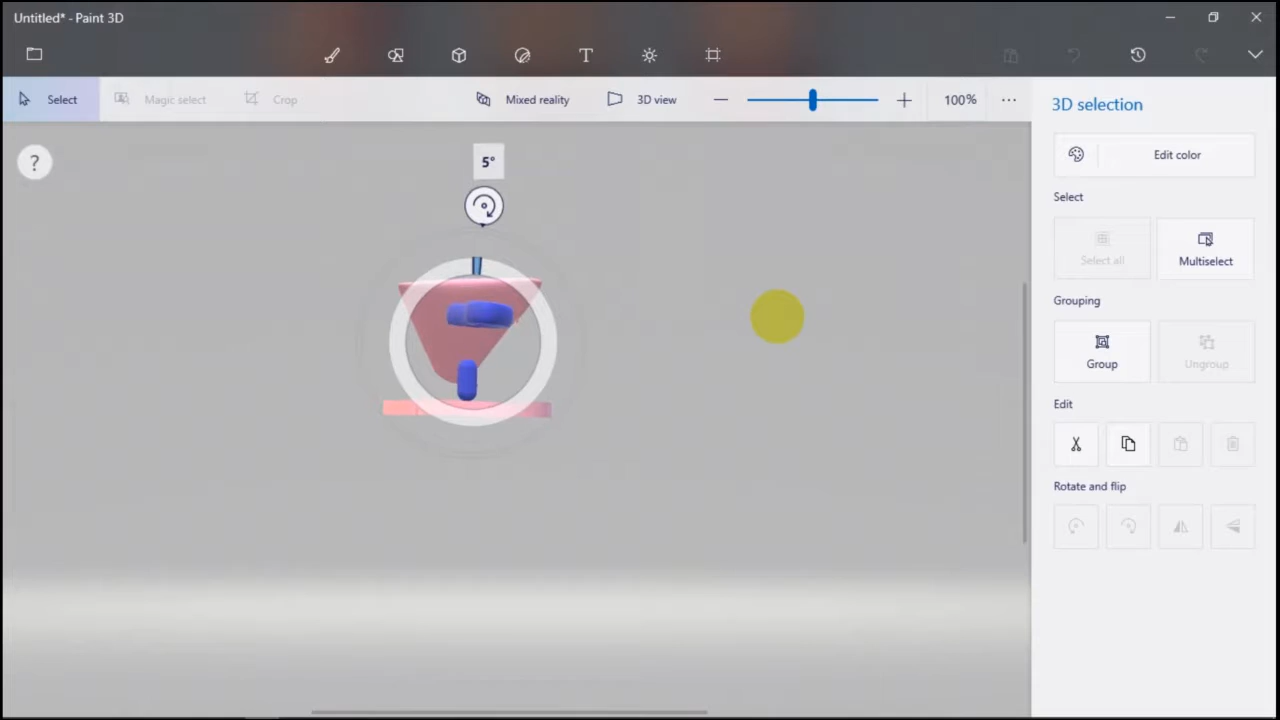 Untitled* - Paint 3D
Select
Magic select
Crop
Mixed reality
3D view
100%
3D selection
?
5°
Edit color
Select
Select all
Multiselect
Grouping
Group
Ungroup
Edit
Rotate and flip